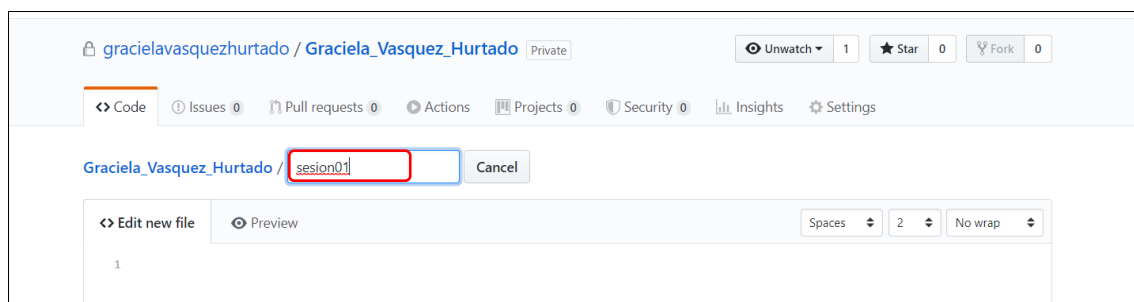 gracielavasquezhurtado / Graciela_Vasquez_Hurtado Private Unwatch 1 Star 0 Fork 0
Code Issues 0 Pull requests 0 Actions Projects 0 Security 0 Insights Settings
Graciela_Vasquez_Hurtado / sesion01 Cancel
Edit new file Preview Spaces 2 No wrap
1